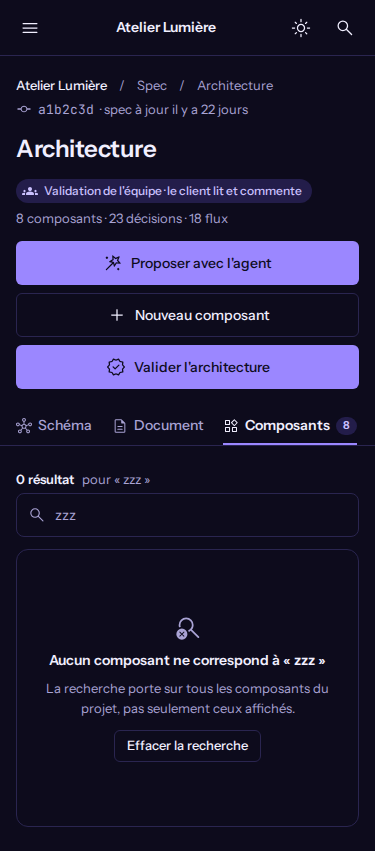 Atelier Lumière
Atelier Lumière / Spec / Architecture
a1b2c3d · spec à jour il y a 22 jours
Architecture
Validation de l'équipe · le client lit et commente
8 composants · 23 décisions · 18 flux
Proposer avec l'agent
Nouveau composant
Valider l'architecture
Schéma Document Composants 8
0 résultat pour « zzz »
zzz
Aucun composant ne correspond à « zzz »
La recherche porte sur tous les composants du
projet, pas seulement ceux affichés.
Effacer la recherche